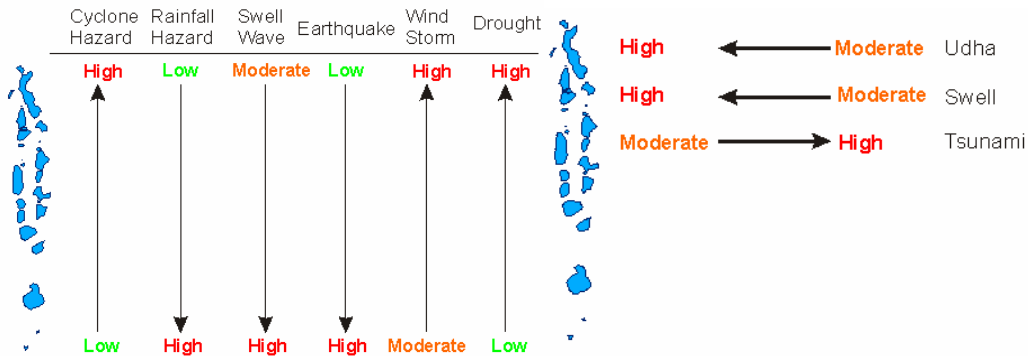 Cyclone Hazard
Rainfall Hazard
Swell Wave
Earthquake
Wind Storm
Drought
High Low Moderate Low High High
Low High High High Moderate Low
High Moderate Udha
High Moderate Swell
Moderate High Tsunami